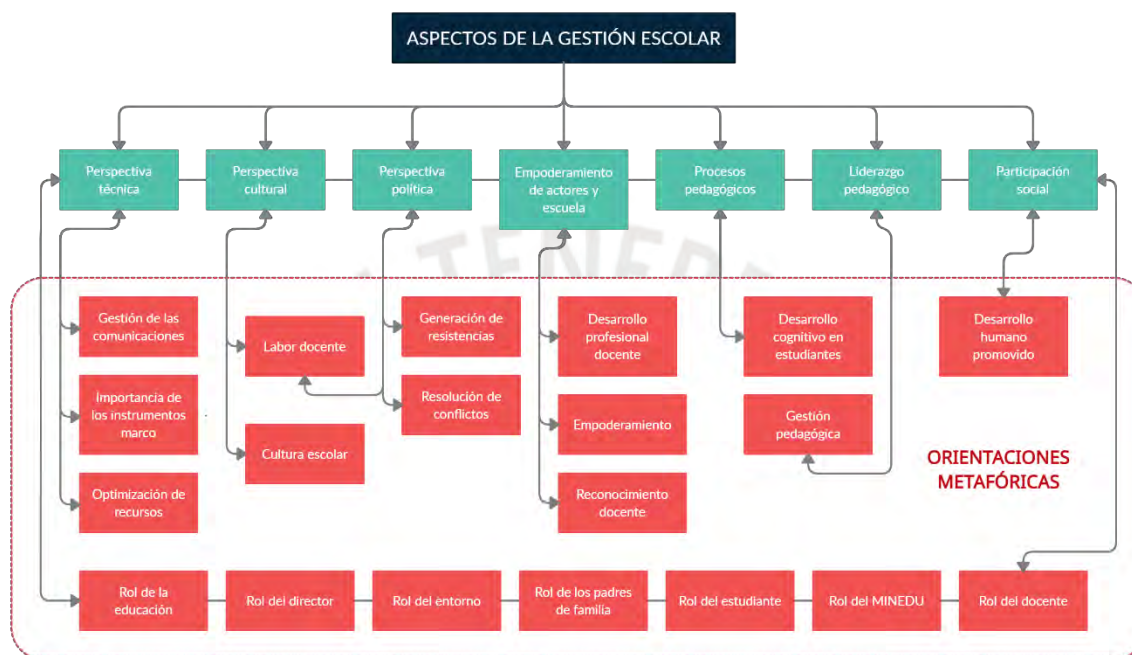 ASPECTOS DE LA GESTIÓN ESCOLAR
Perspectiva
técnica
Perspectiva
cultural
Perspectiva
política
Empoderamiento
de actores y
escuela
Procesos
pedagógicos
Liderazgo
pedagógico
Participación
social
TENEBR
Gestión de las
comunicaciones
Importancia de
los instrumentos
marco
Optimización de
recursos
Labor docente
Cultura escolar
Generación de
resistencias
Resolución de
conflictos
Desarrollo
profesional
docente
Empoderamiento
Reconocimiento
docente
Desarrollo
cognitivo en
estudiantes
Gestión
pedagógica
Desarrollo
humano
promovido
ORIENTACIONES
METAFÓRICAS
Rol de la
educación
Rol del director
Rol del entorno
Rol de los padres
de familia
Rol del estudiante
Rol del MINEDU
Rol del docente